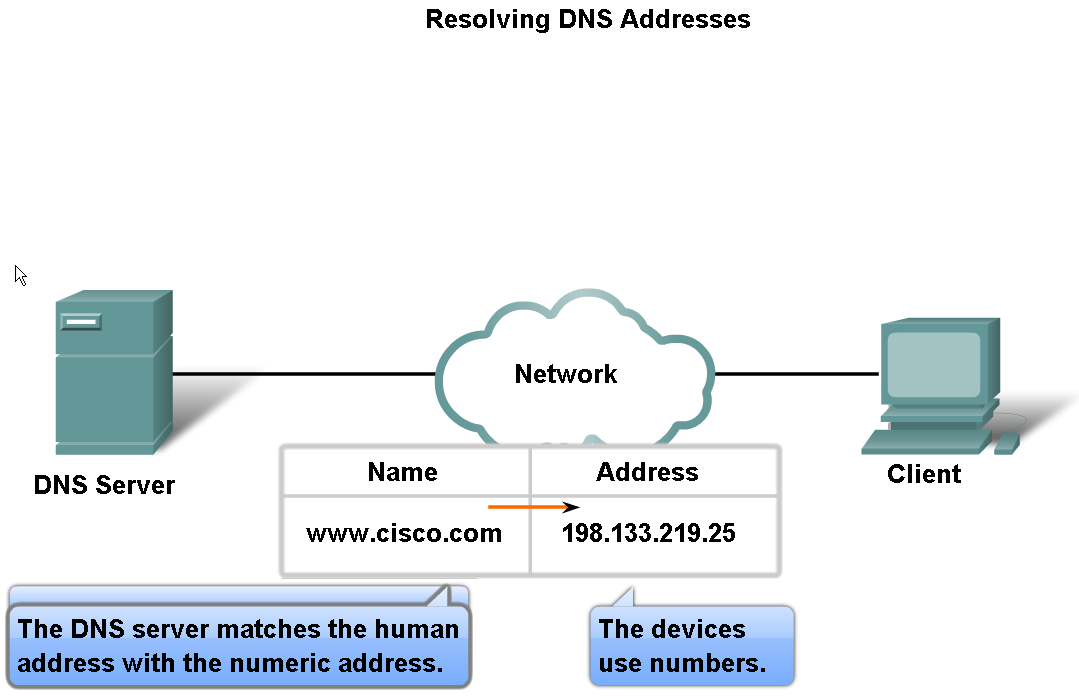 Resolving DNS Addresses
Network
DNS Server
Client
Name
Address
www.cisco.com
198.133.219.25
The DNS server matches the human
address with the numeric address.
The devices
use numbers.